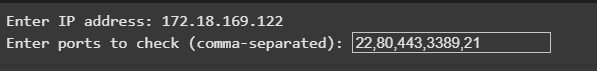 Enter IP address: 172.18.169.122
Enter ports to check (comma-separated): 22,80,443,3389,21